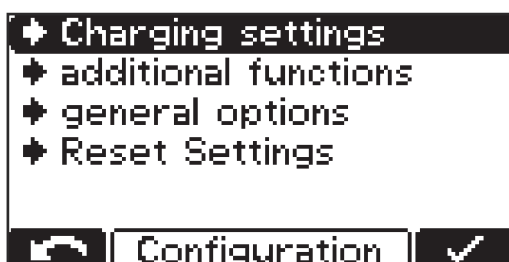 Charging settings
additional functions
general options
Reset Settings
Configuration